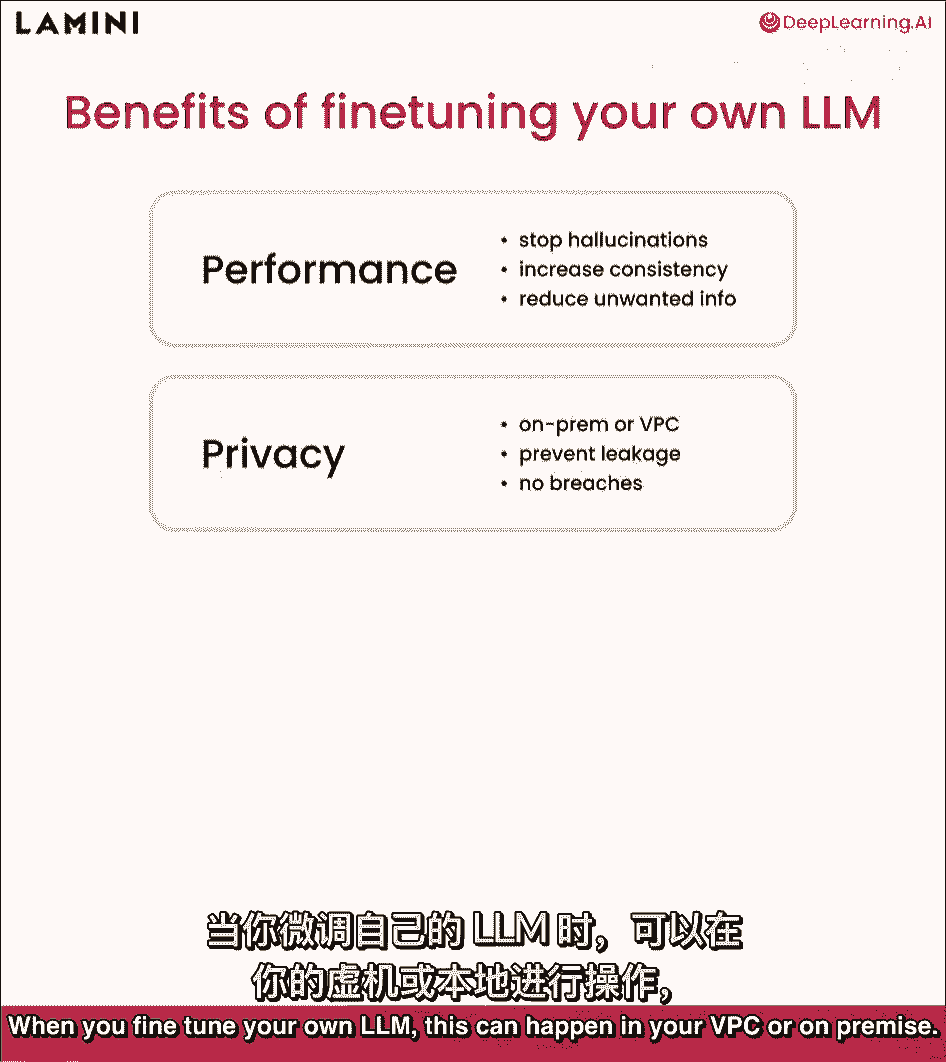 LAMINI
DeepLearning.AI
Benefits of finetuning your own LLM
Performance
• stop hallucinations
• increase consistency
• reduce unwanted info
Privacy
• on-prem or VPC
• prevent leakage
• no breaches
当你微调自己的 LLM 时，可以在
你的虚机或本地进行操作，
When you fine tune your own LLM, this can happen in your VPC or on premise.